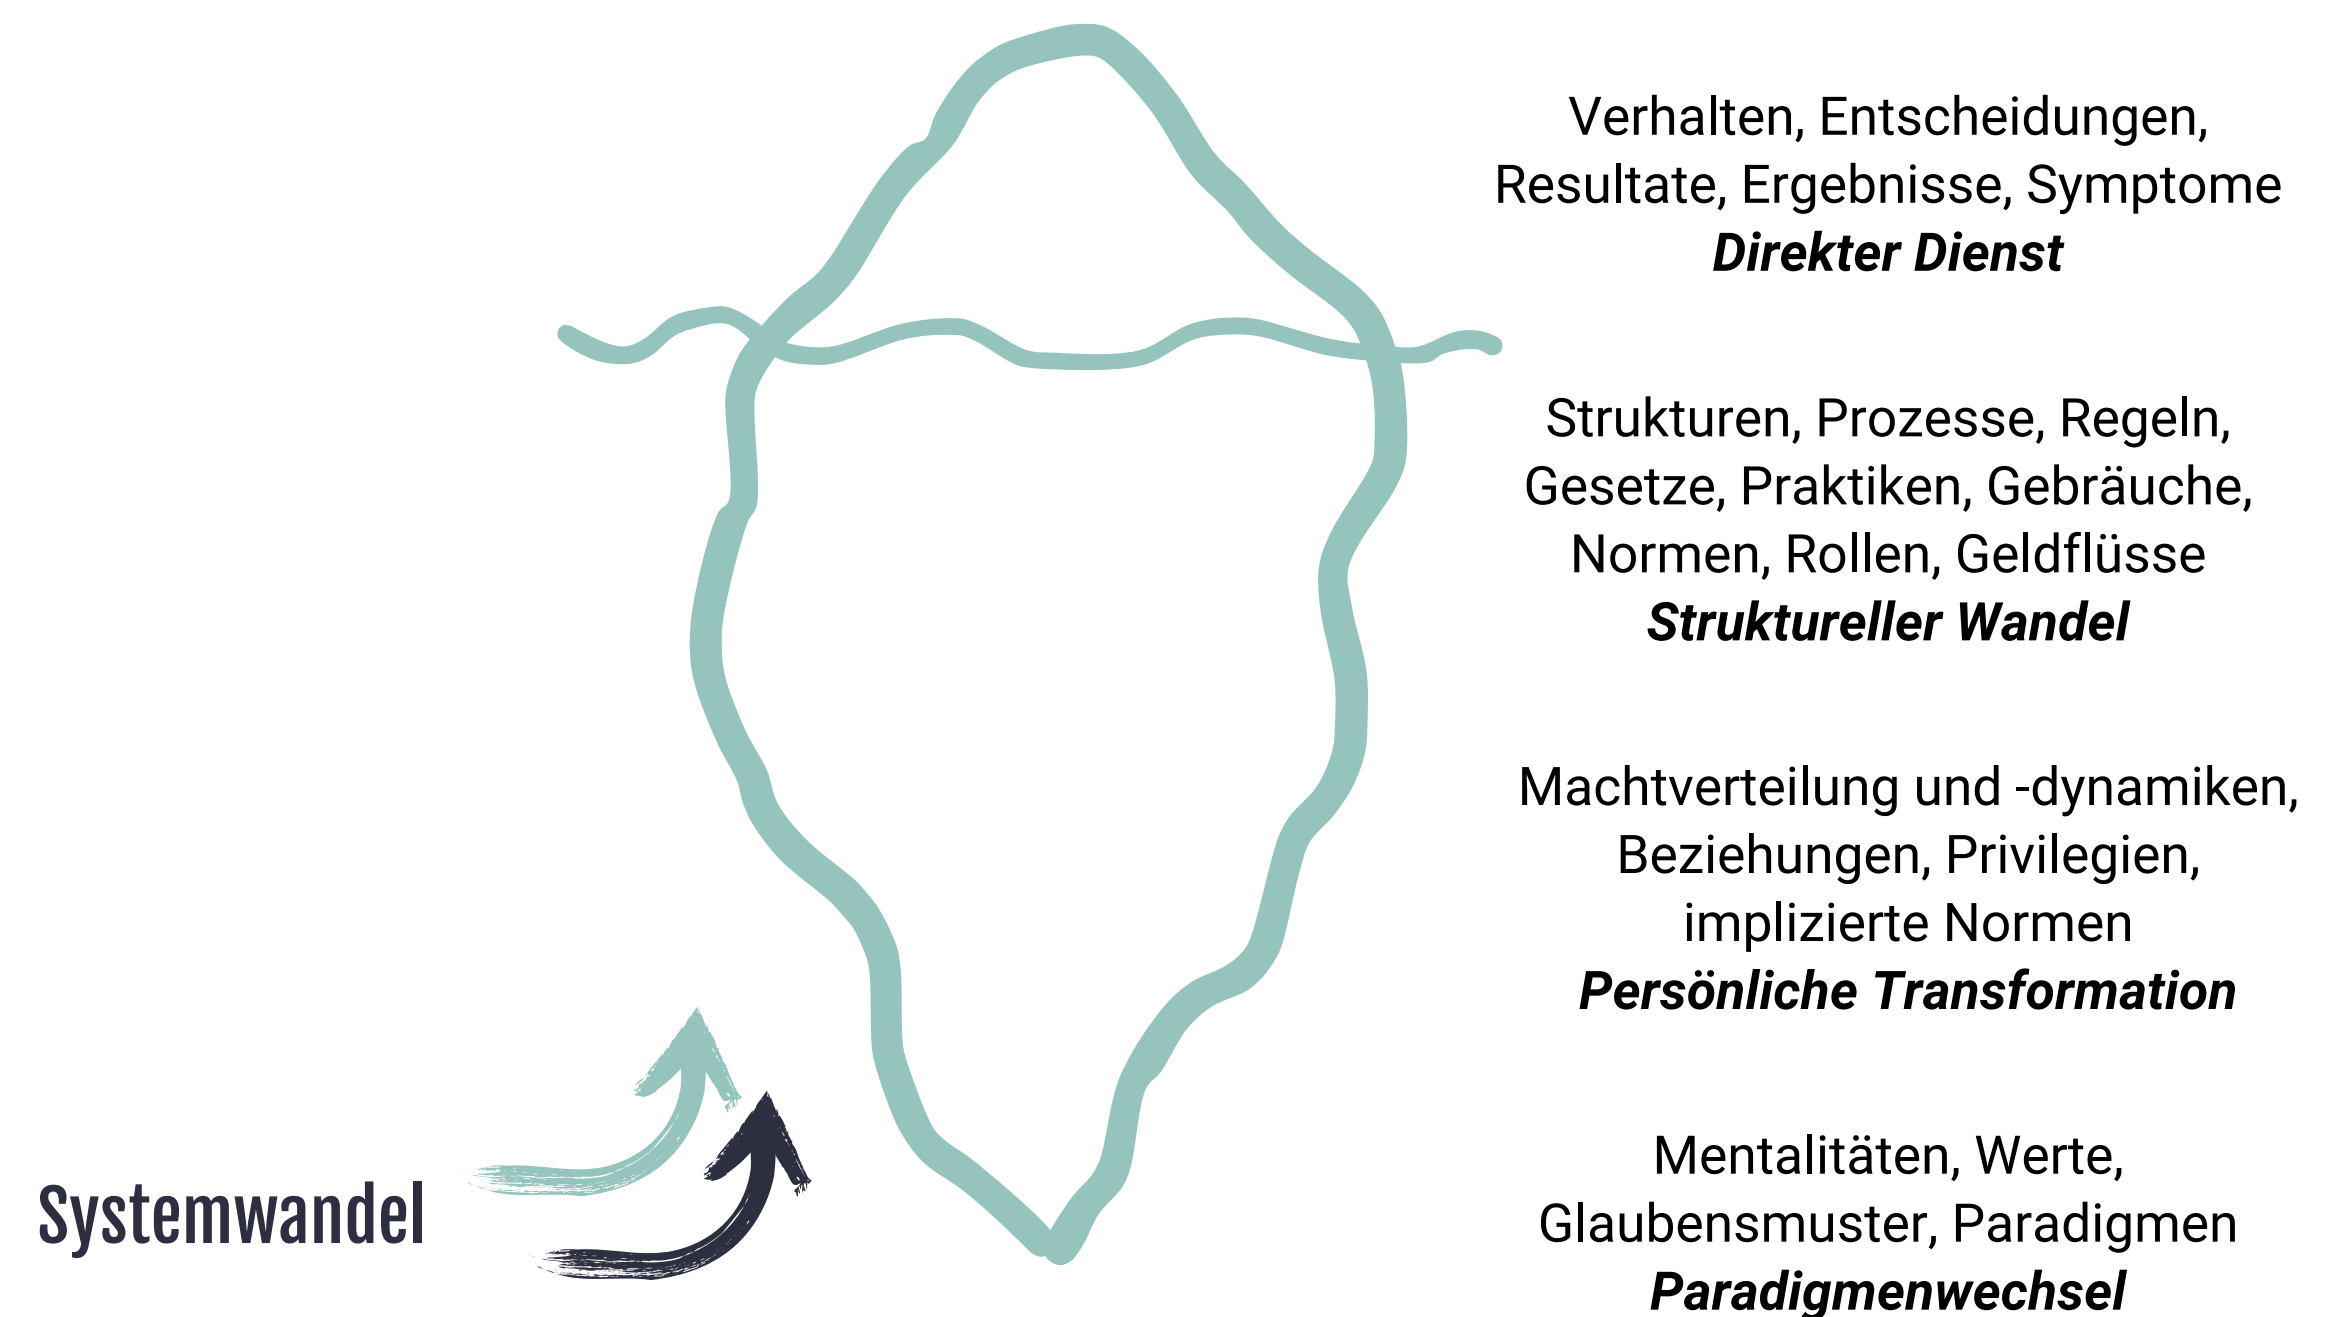 Verhalten, Entscheidungen,
Resultate, Ergebnisse, Symptome
Direkter Dienst
Strukturen, Prozesse, Regeln,
Gesetze, Praktiken, Gebräuche,
Normen, Rollen, Geldflüsse
Struktureller Wandel
Machtverteilung und -dynamiken,
Beziehungen, Privilegien,
implizierte Normen
Persönliche Transformation
Mentalitäten, Werte,
Glaubensmuster, Paradigmen
Paradigmenwechsel
Systemwandel